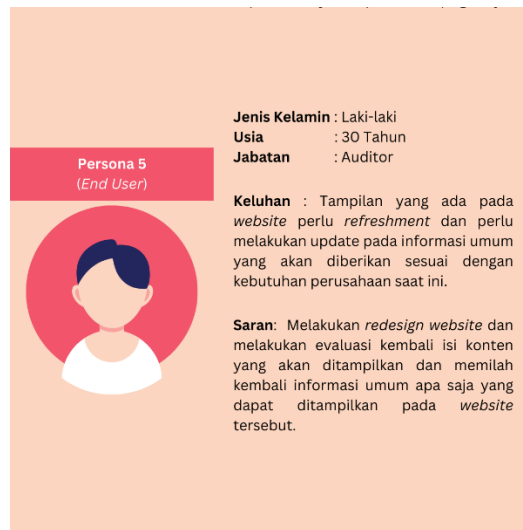 Persona 5
(End User)
Jenis Kelamin : Laki-laki
Usia : 30 Tahun
Jabatan : Auditor
Keluhan : Tampilan yang ada pada
website perlu refreshment dan perlu
melakukan update pada informasi umum
yang akan diberikan sesuai dengan
kebutuhan perusahaan saat ini.
Saran: Melakukan redesign website dan
melakukan evaluasi kembali isi konten
yang akan ditampilkan dan memilah
kembali informasi umum apa saja yang
dapat ditampilkan pada website
tersebut.